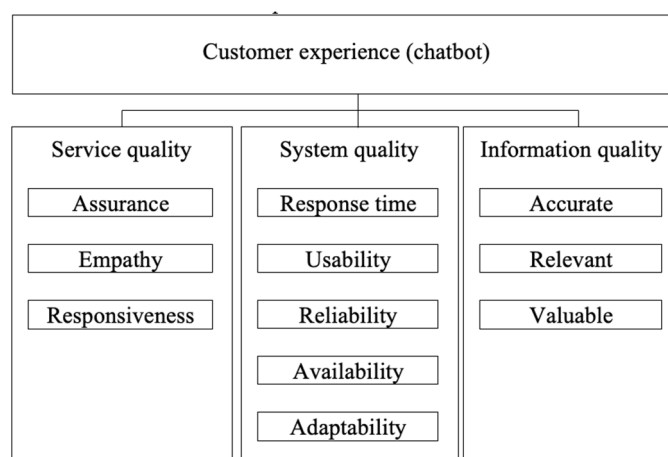 Customer experience (chatbot)
Service quality
Assurance
Empathy
Responsiveness
System quality
Response time
Usability
Reliability
Availability
Adaptability
Information quality
Accurate
Relevant
Valuable